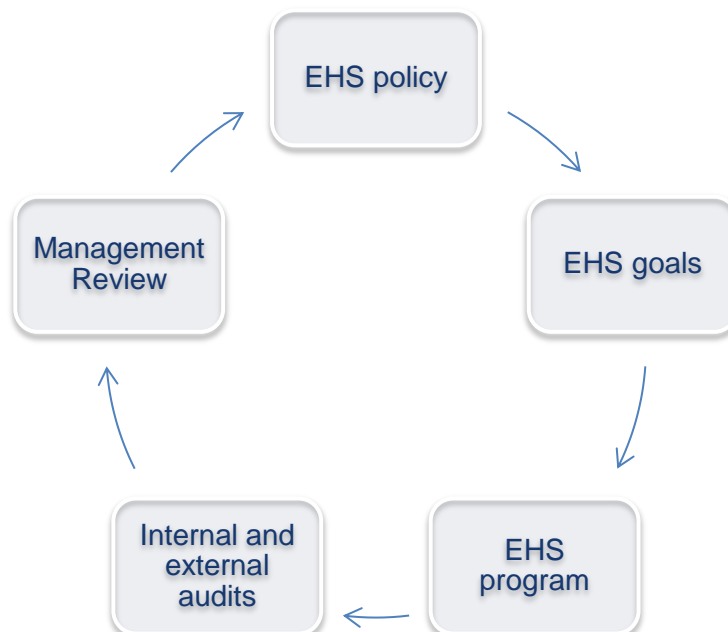 EHS policy
EHS goals
EHS
program
Internal and
external
audits
Management
Review